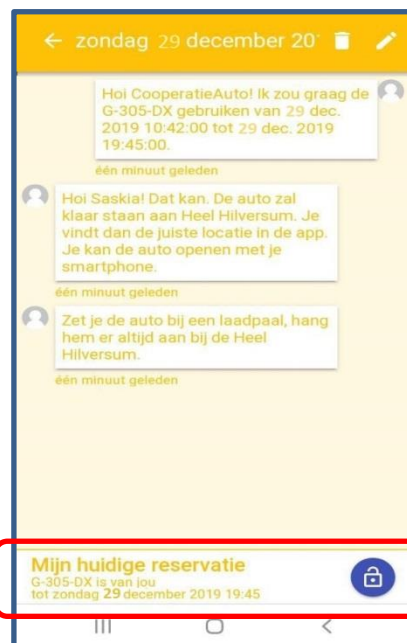 zondag 29 december 20
Hoi CooperatieAuto! Ik zou graag de
G-305-DX gebruiken van 29 dec.
2019 10:42:00 tot 29 dec. 2019
19:45:00.
één minuut geleden
Hoi Saskia! Dat kan. De auto zal
klaar staan aan Heel Hilversum. Je
vindt dan de juiste locatie in de app.
Je kan de auto openen met je
smartphone.
één minuut geleden
Zet je de auto bij een laadpaal, hang
hem er altijd aan bij de Heel
Hilversum.
één minuut geleden
Mijn huidige reservatie
G-305-DX is van jou
tot zondag 29 december 2019 19:45